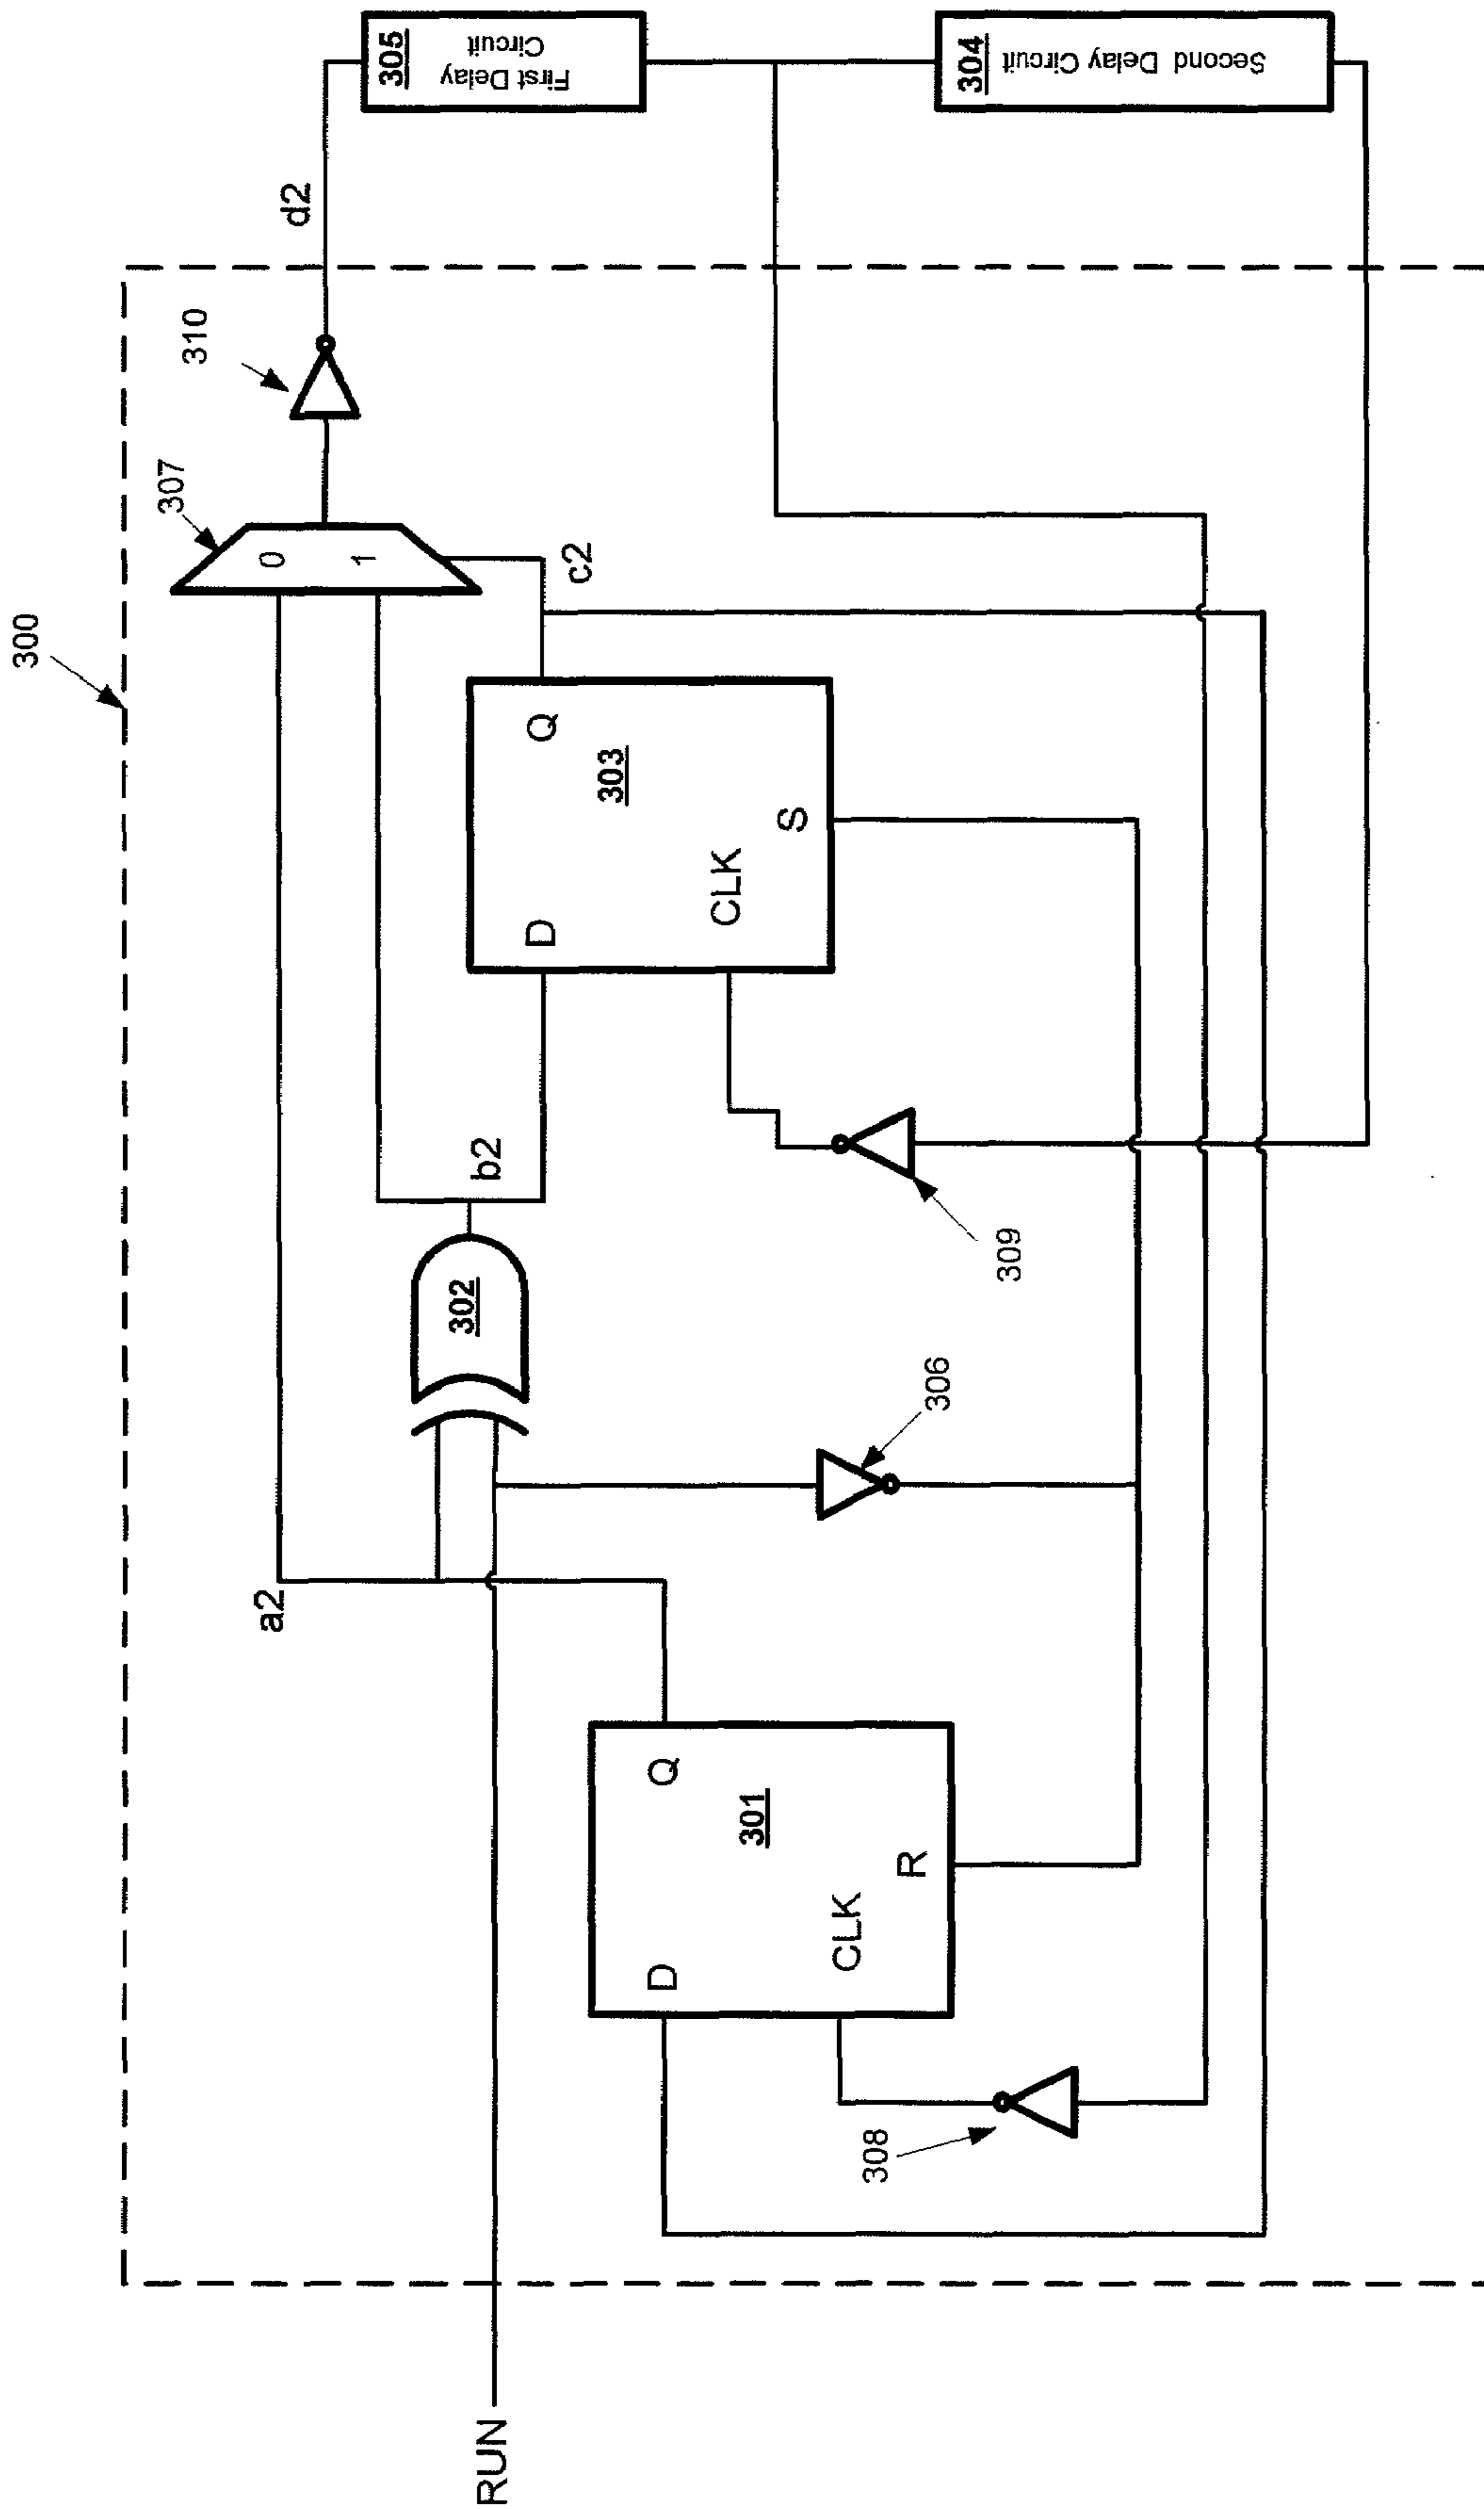 300
307
310
0
1
d2
305
First Delay
Circuit
304
Second Delay Circuit
a2
302
b2
303
D
Q
CLK
S
c2
309
306
301
D
Q
CLK
R
308
RUN